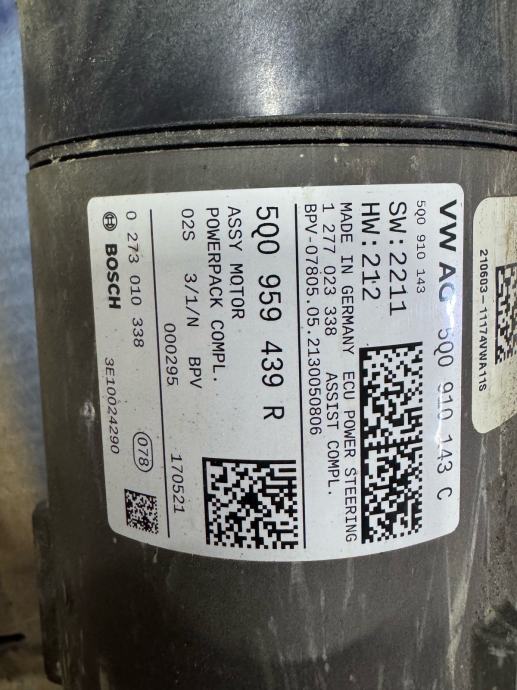 210603-11174VWA11S
VW AG 5Q0 910 143 C
5Q0 910 143
SW:2211
HW:212
MADE IN GERMANY ECU POWER STEERING
1 277 023 338 ASSIST COMPL.
BPV-07805.05.2130050806
5Q0 959 439 R
ASSY MOTOR
POWERPACK COMPL.
02S 3/1/N BPV
000295 170521
BOSCH
0 273 010 338 3E10024290 078